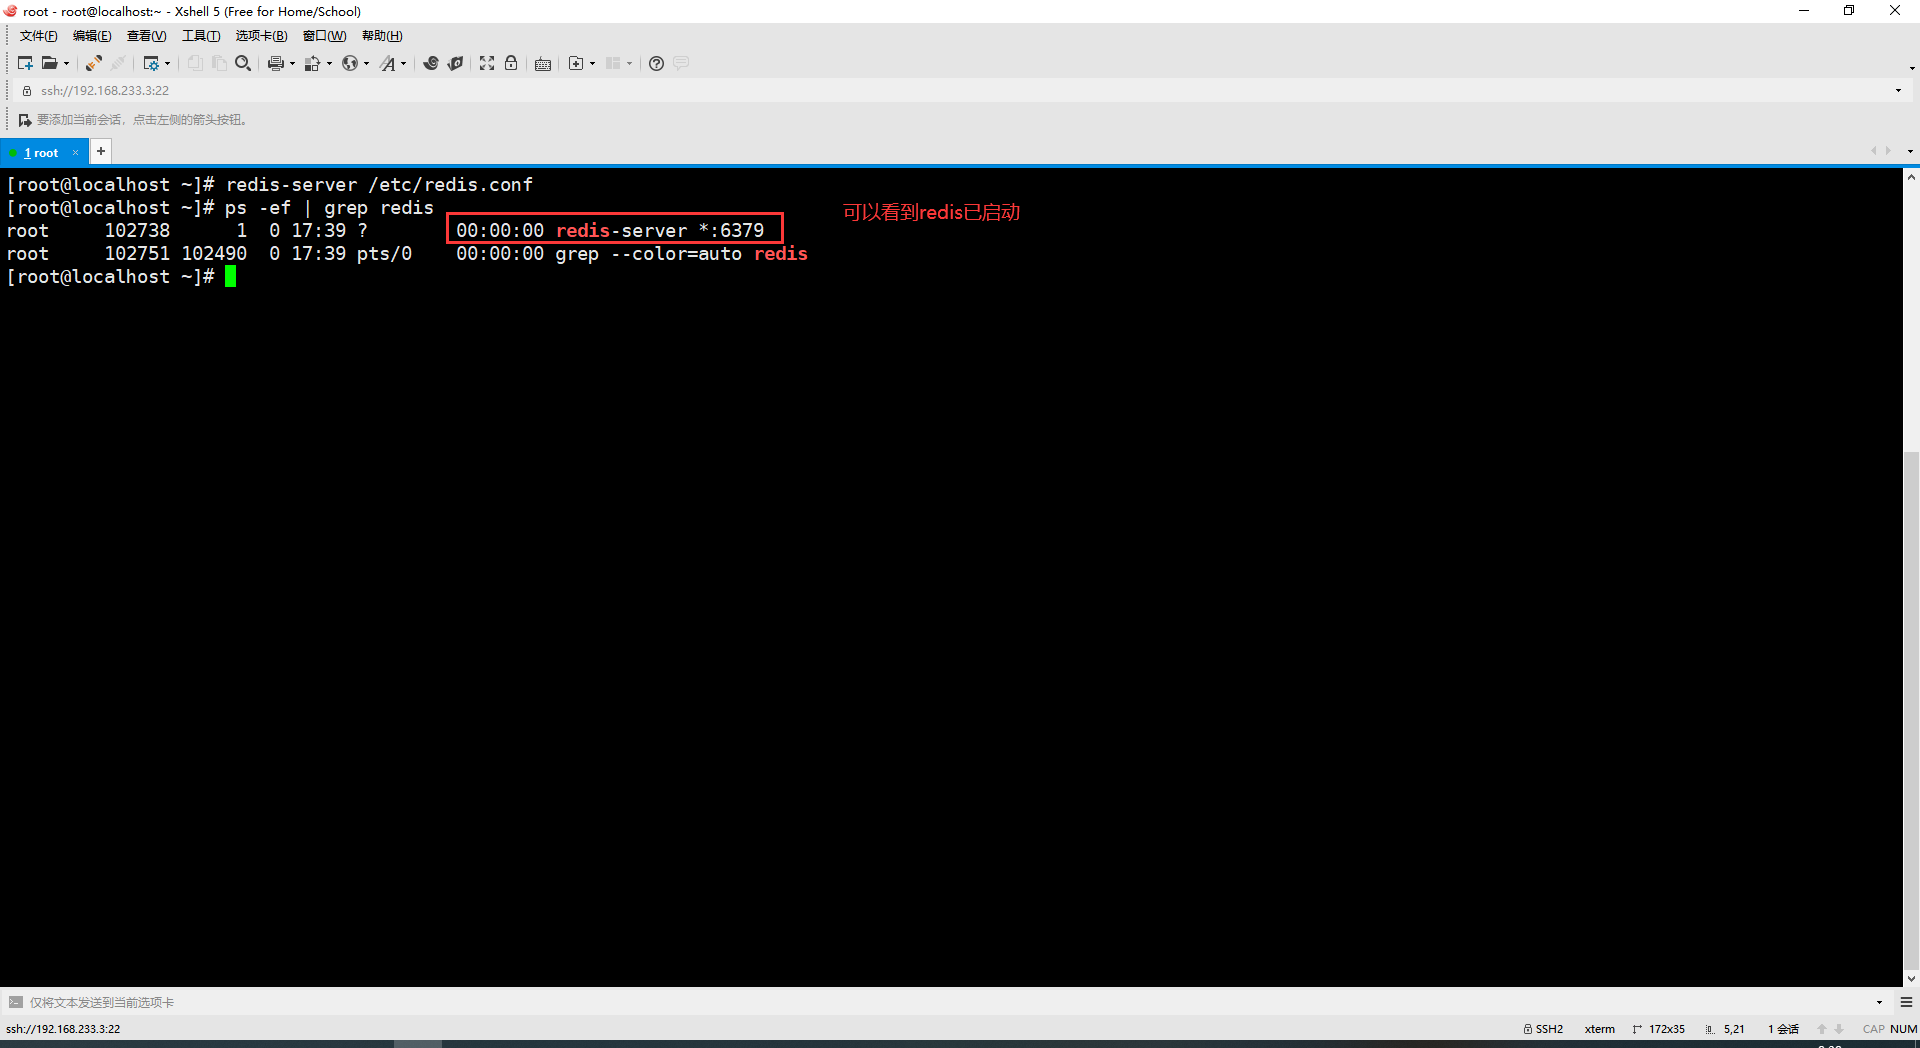 root - root@localhost:~ - Xshell 5 (Free for Home/School)
文件(F) 编辑(E) 查看(V) 工具(T) 选项卡(B) 窗口(W) 帮助(H)
ssh://192.168.233.3:22
要添加当前会话，点击左侧的箭头按钮。
1 root × +
[root@localhost ~]# redis-server /etc/redis.conf
[root@localhost ~]# ps -ef | grep redis
可以看到redis已启动
root     102738      1  0 17:39 ?        00:00:00 redis-server *:6379
root     102751 102490  0 17:39 pts/0    00:00:00 grep --color=auto redis
[root@localhost ~]#
仅将文本发送到当前选项卡
ssh://192.168.233.3:22 SSH2 xterm 172x35 5,21 1 会话 CAP NUM